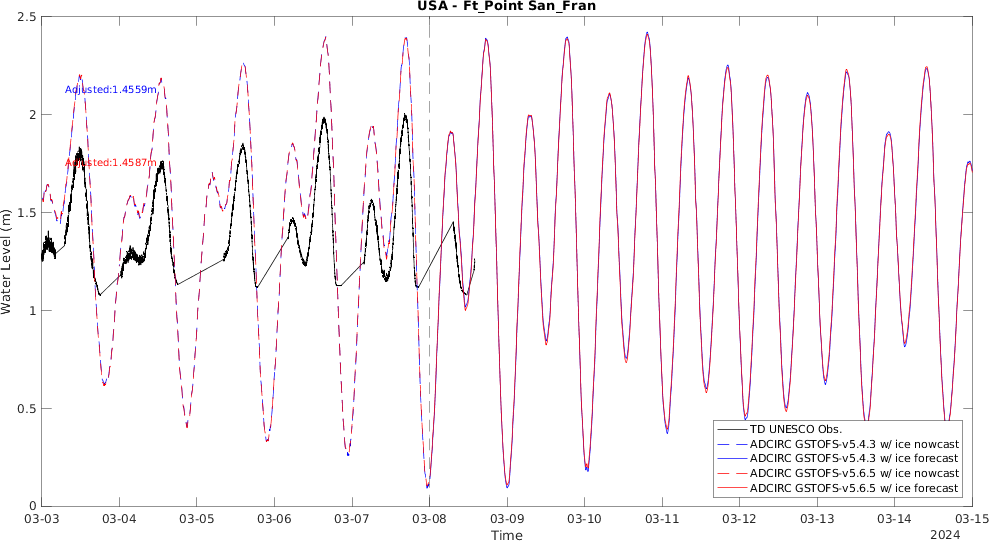 USA - Ft_Point San_Fran
Water Level (m)
2.5
2
1.5
1
0.5
0
Adjusted:1.4559m
Adjusted:1.4587m
TD UNESCO Obs.
ADCIRC GSTOFS-v5.4.3 w/ ice nowcast
ADCIRC GSTOFS-v5.4.3 w/ ice forecast
ADCIRC GSTOFS-v5.6.5 w/ ice nowcast
ADCIRC GSTOFS-v5.6.5 w/ ice forecast
03-03 03-04 03-05 03-06 03-07 03-08 03-09 03-10 03-11 03-12 03-13 03-14 03-15
Time
2024